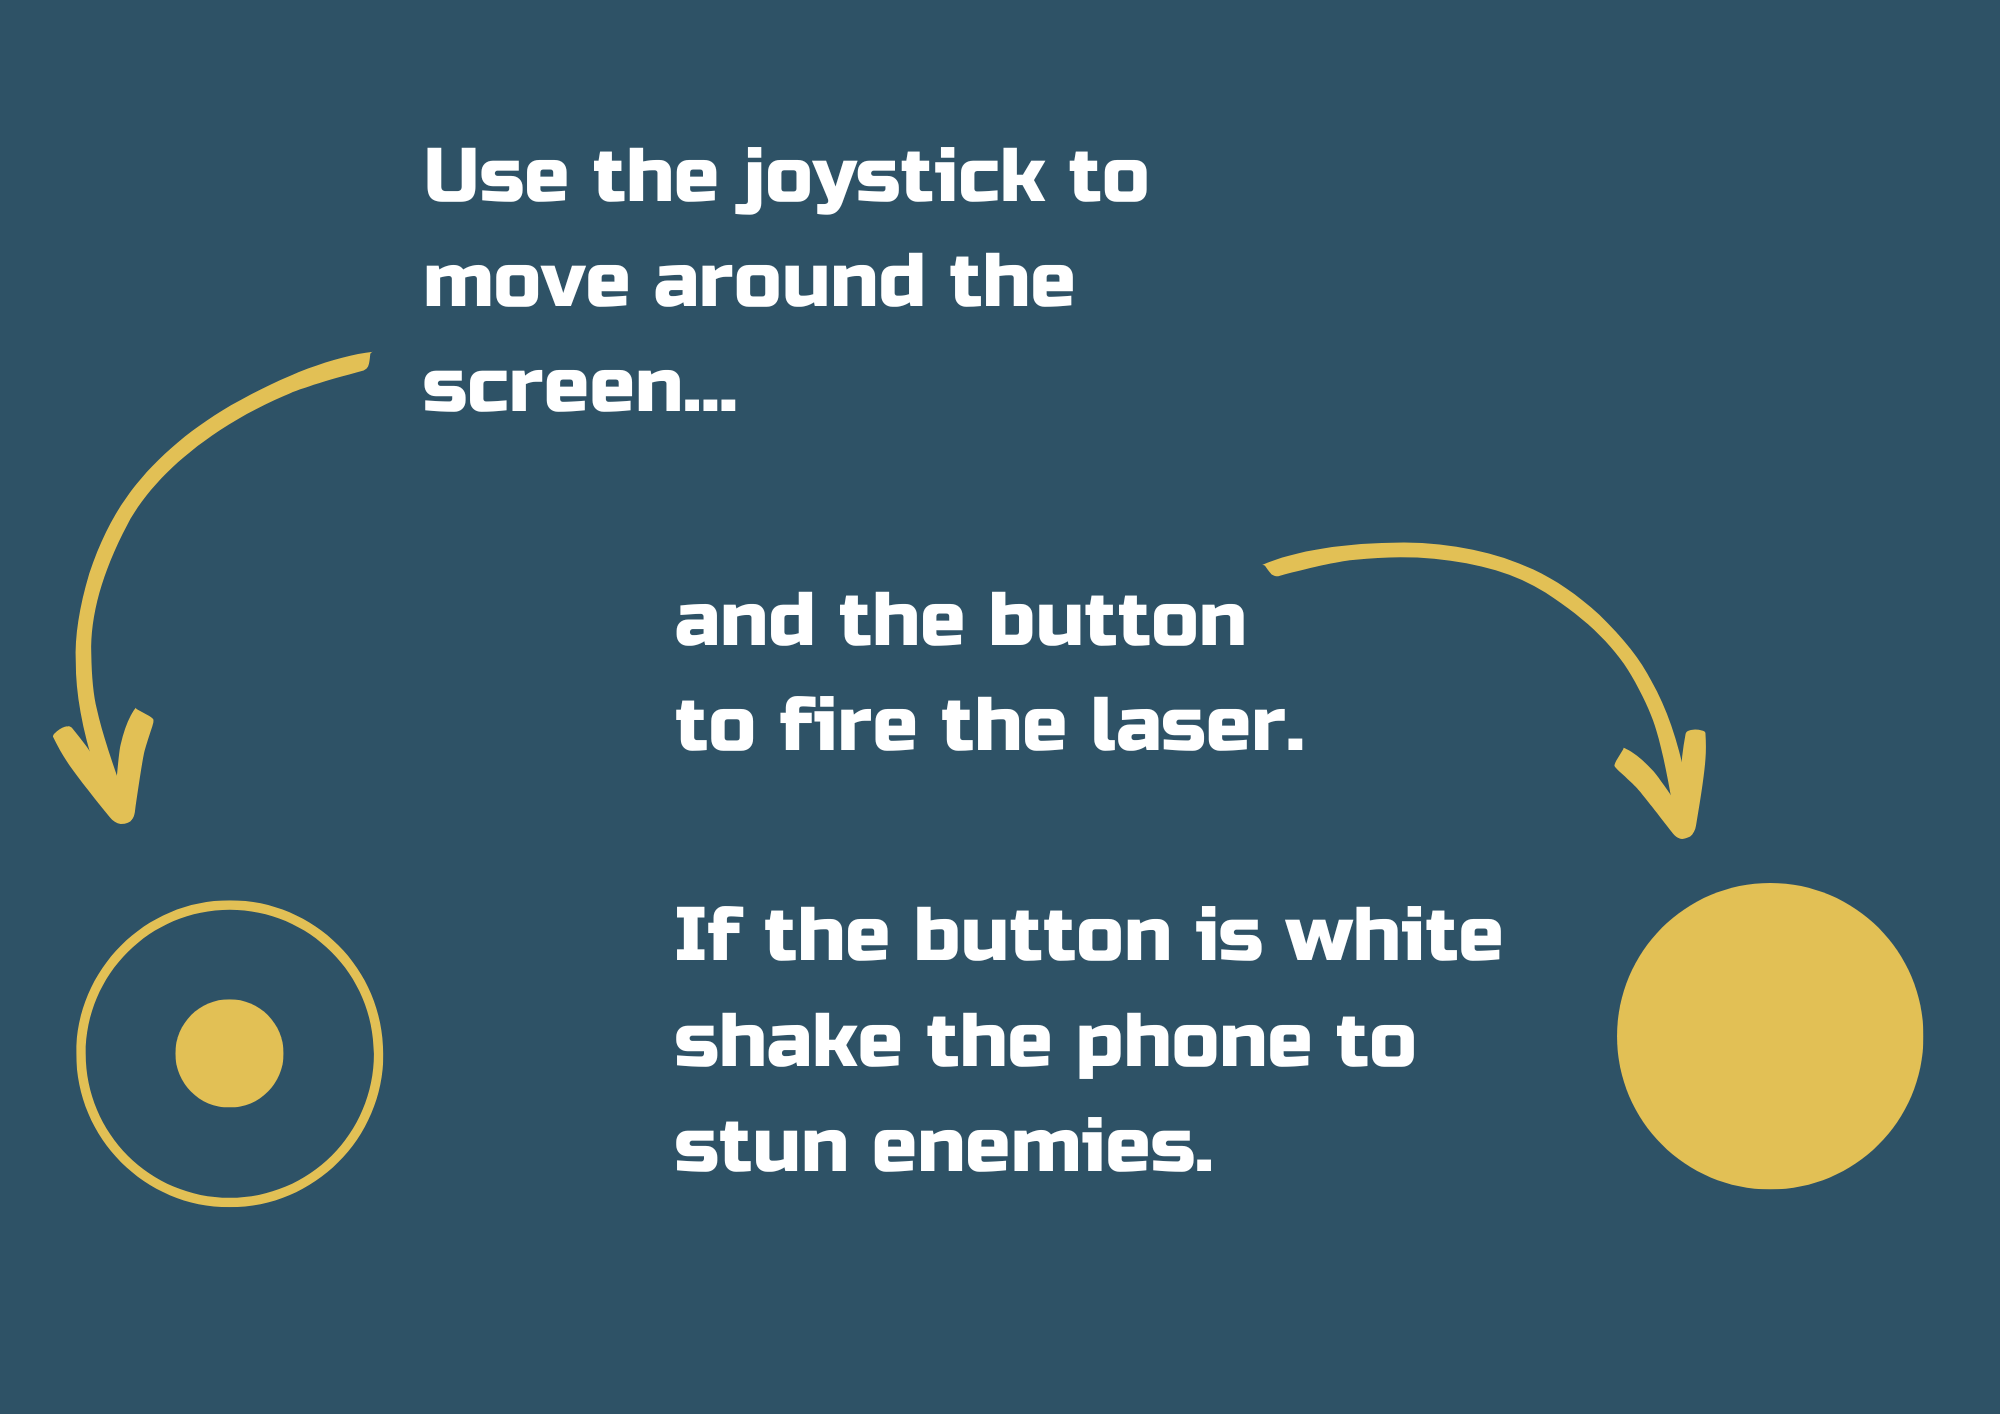 Use the joystick to
move around the
screen...
and the button
to fire the laser.
If the button is white
shake the phone to
stun enemies.